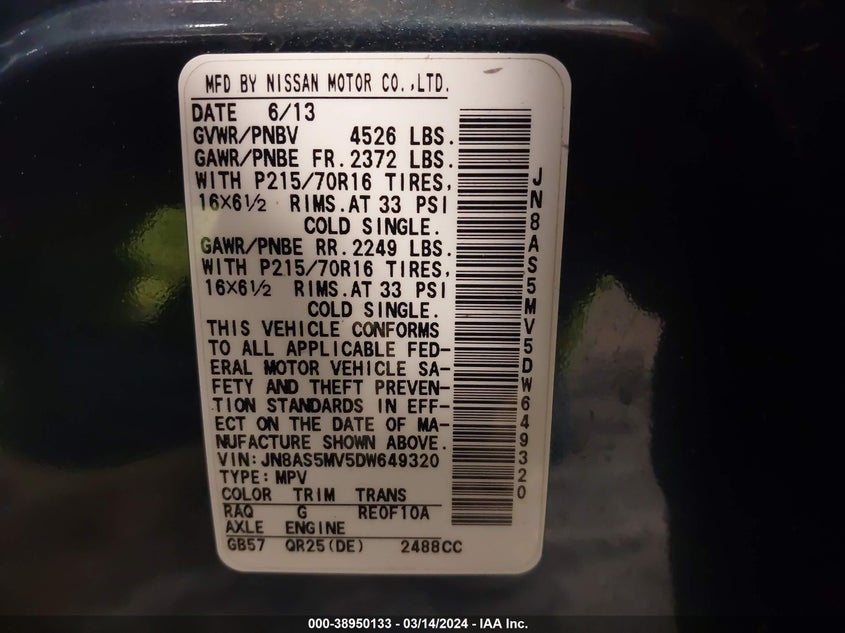 MFD BY NISSAN MOTOR CO.,LTD.
DATE 6/13
GVWR/PNBV 4526 LBS.
GAWR/PNBE FR.2372 LBS.
WITH P215/70R16 TIRES,
16×6½ RIMS.AT 33 PSI
COLD SINGLE.
GAWR/PNBE RR.2249 LBS.
WITH P215/70R16 TIRES,
16×6½ RIMS.AT 33 PSI
COLD SINGLE.
THIS VEHICLE CONFORMS
TO ALL APPLICABLE FED-
ERAL MOTOR VEHICLE SA-
FETY AND THEFT PREVEN-
TION STANDARDS IN EFF-
ECT ON THE DATE OF MA-
NUFACTURE SHOWN ABOVE.
VIN:JN8AS5MV5DW649320
TYPE:MPV
COLOR TRIM TRANS
RAQ G RE0F10A
AXLE ENGINE
GB57 QR25(DE) 2488CC
JN8AS5MV5DW649320
000-38950133 - 03/14/2024 - IAA Inc.